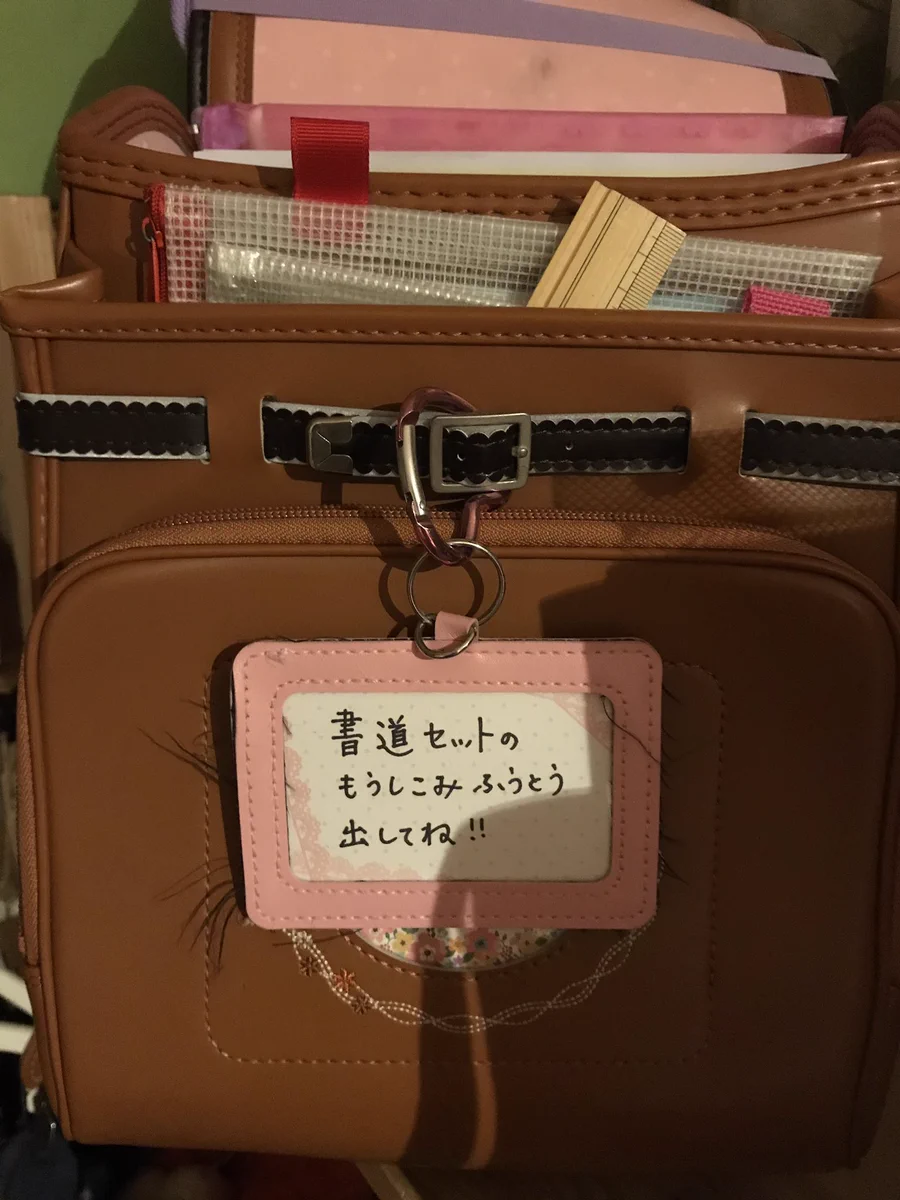 書道セットの
もうしこみ ふうとう
出してね!!